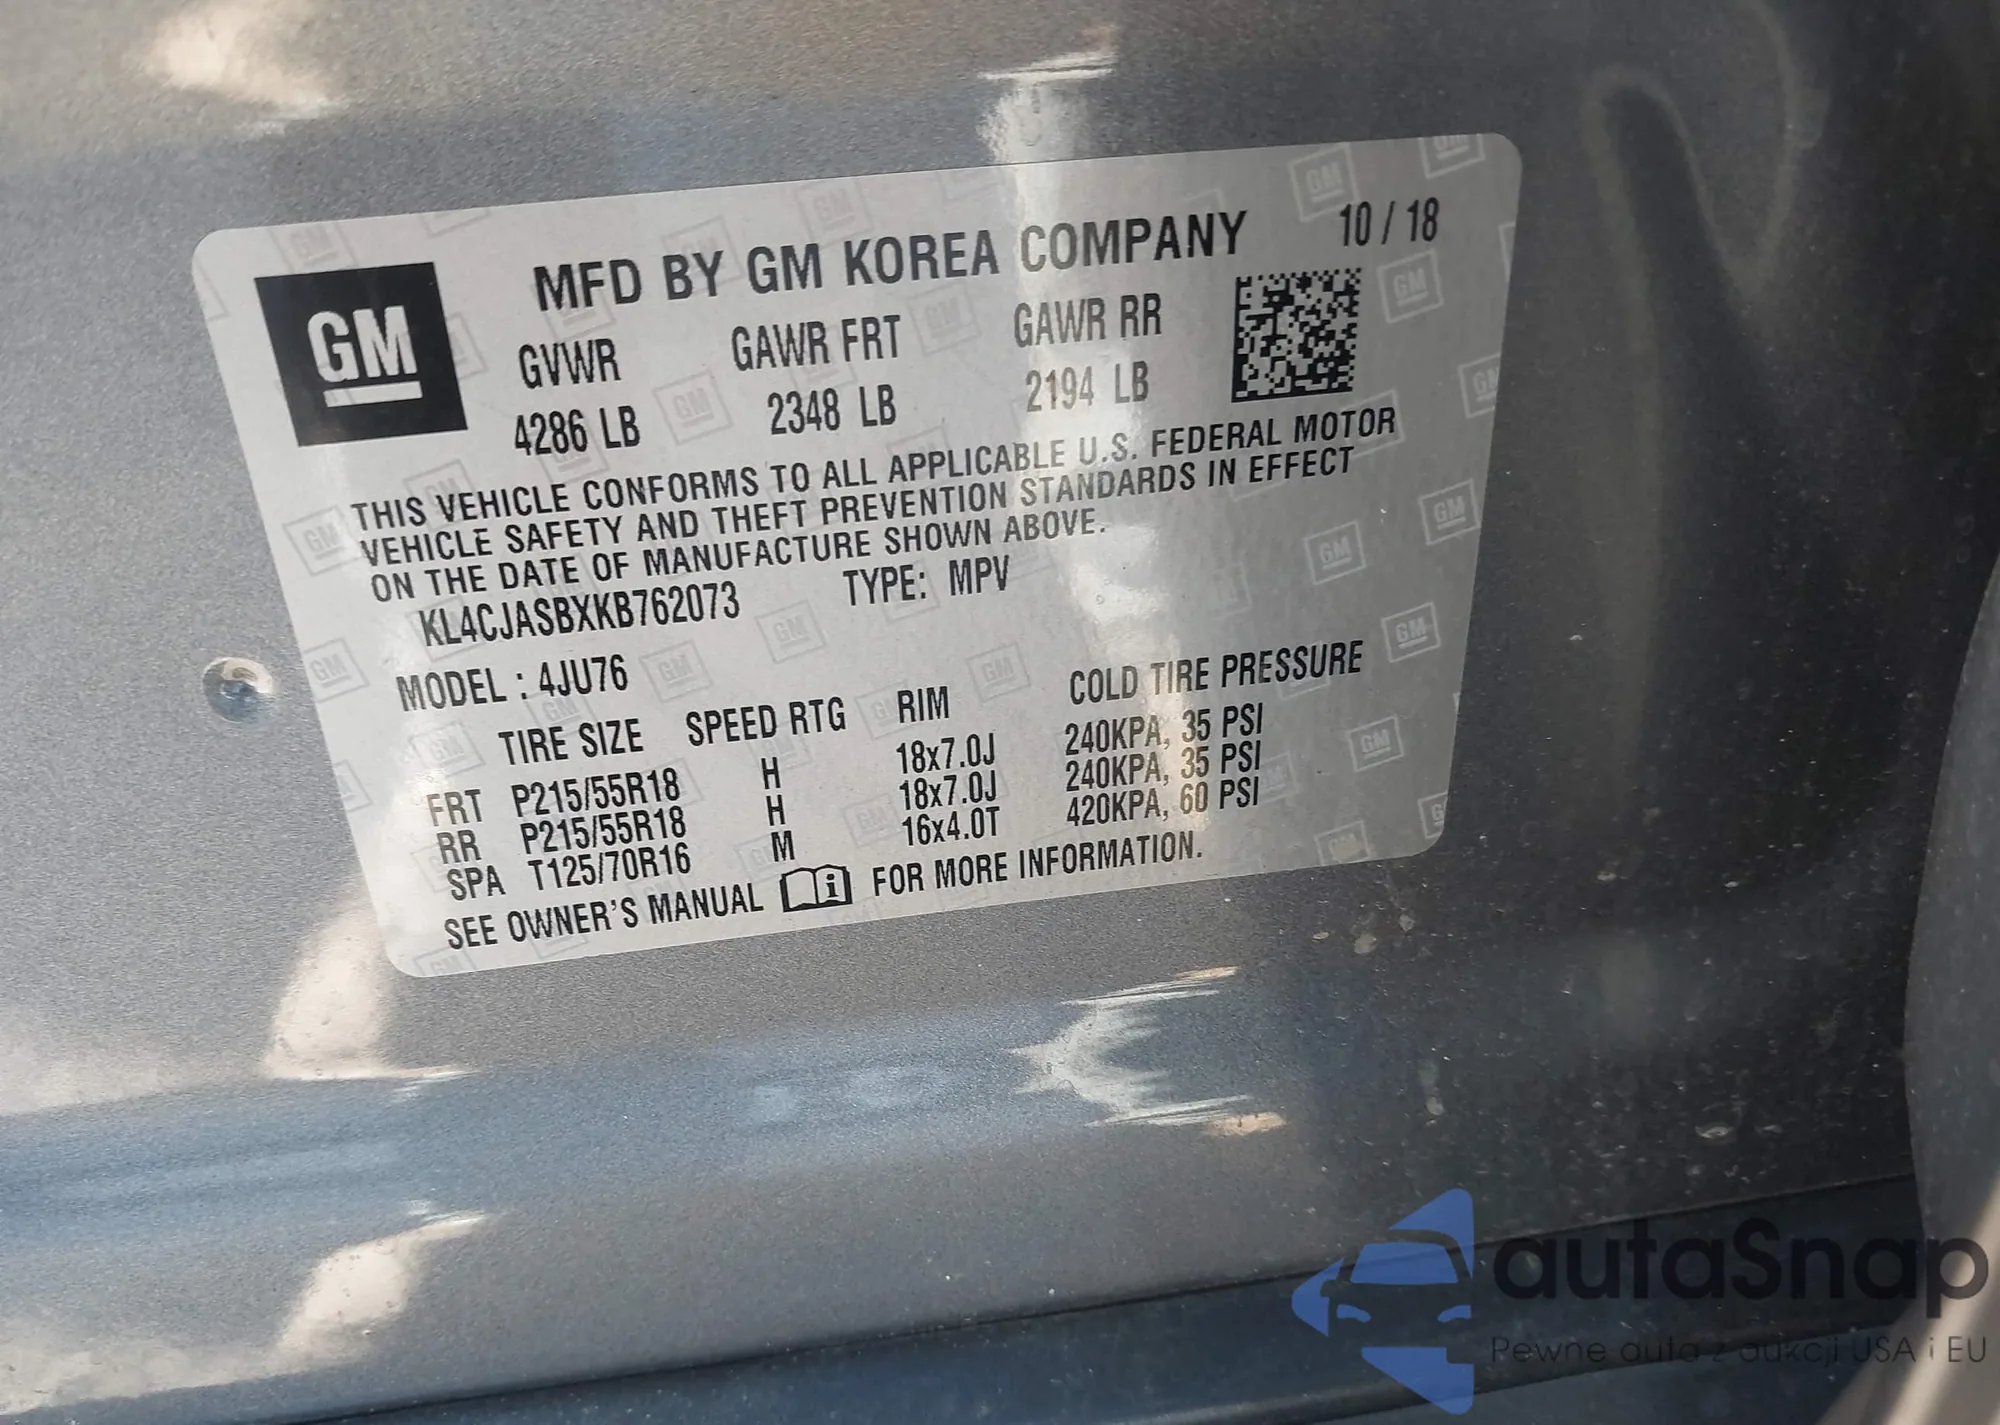 GM
MFD BY GM KOREA COMPANY 10 / 18
GVWR GAWR FRT GAWR RR
4286 LB 2348 LB 2194 LB
THIS VEHICLE CONFORMS TO ALL APPLICABLE U.S. FEDERAL MOTOR
VEHICLE SAFETY AND THEFT PREVENTION STANDARDS IN EFFECT
ON THE DATE OF MANUFACTURE SHOWN ABOVE.
KL4CJASBXKB762073 TYPE: MPV
MODEL : 4JU76
TIRE SIZE SPEED RTG RIM COLD TIRE PRESSURE
FRT P215/55R18 H 18x7.0J 240KPA, 35 PSI
RR P215/55R18 H 18x7.0J 240KPA, 35 PSI
SPA T125/70R16 M 16x4.0T 420KPA, 60 PSI
SEE OWNER'S MANUAL i FOR MORE INFORMATION.
autaSnap
Pewne auta z aukcji USA i EU